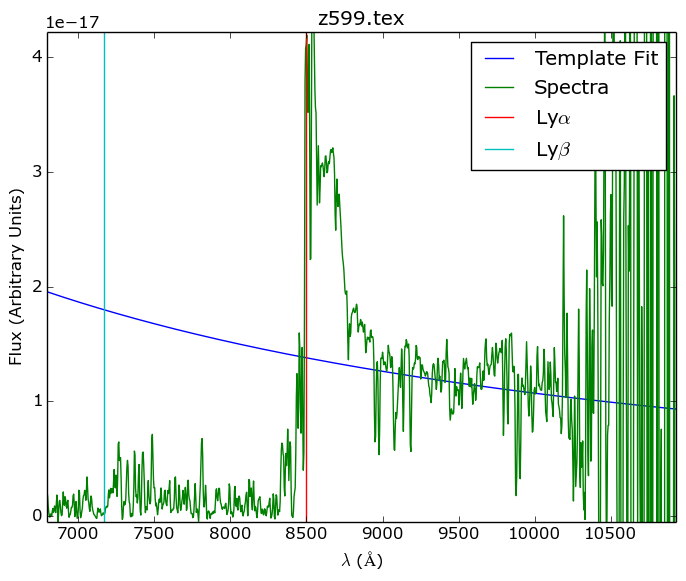 z599.tex
1e−17
Template Fit
Spectra
Lyα
Lyβ
4
3
2
1
0
Flux (Arbitrary Units)
7000 7500 8000 8500 9000 9500 10000 10500
λ (Å)